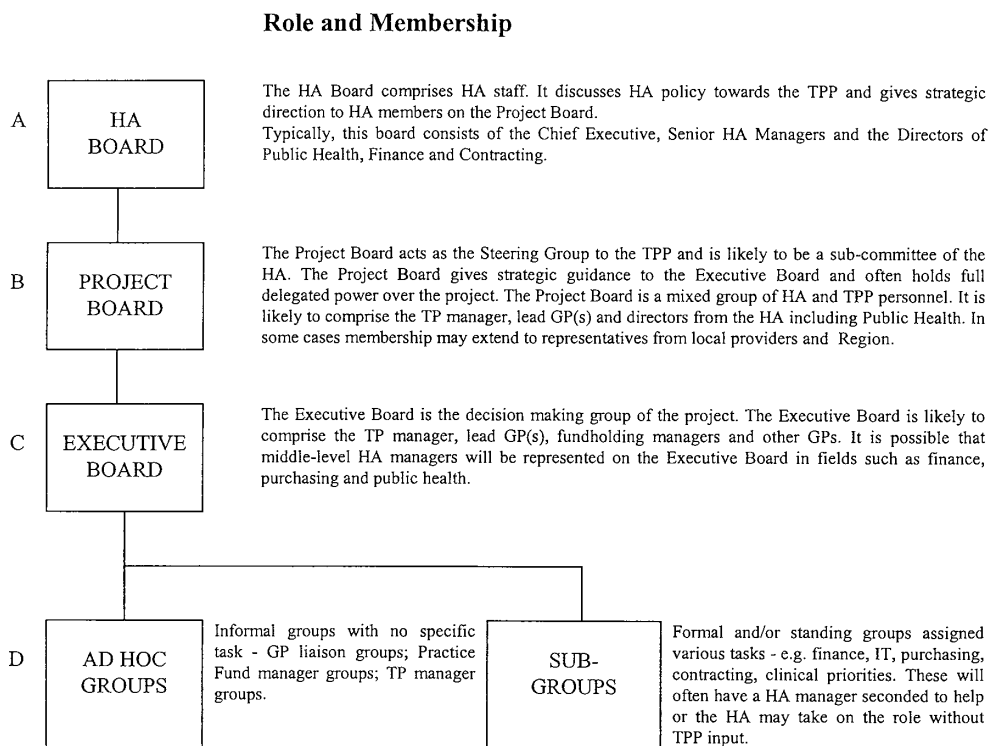 Role and Membership
A
HA
BOARD
The HA Board comprises HA staff. It discusses HA policy towards the TPP and gives strategic
direction to HA members on the Project Board.
Typically, this board consists of the Chief Executive, Senior HA Managers and the Directors of
Public Health, Finance and Contracting.
B
PROJECT
BOARD
The Project Board acts as the Steering Group to the TPP and is likely to be a sub-committee of the
HA. The Project Board gives strategic guidance to the Executive Board and often holds full
delegated power over the project. The Project Board is a mixed group of HA and TPP personnel. It is
likely to comprise the TP manager, lead GP(s) and directors from the HA including Public Health. In
some cases membership may extend to representatives from local providers and Region.
C
EXECUTIVE
BOARD
The Executive Board is the decision making group of the project. The Executive Board is likely to
comprise the TP manager, lead GP(s), fundholding managers and other GPs. It is possible that
middle-level HA managers will be represented on the Executive Board in fields such as finance,
purchasing and public health.
D
AD HOC
GROUPS
Informal groups with no specific
task - GP liaison groups; Practice
Fund manager groups; TP manager
groups.
SUB-
GROUPS
Formal and/or standing groups assigned
various tasks - e.g. finance, IT, purchasing,
contracting, clinical priorities. These will
often have a HA manager seconded to help
or the HA may take on the role without
TPP input.